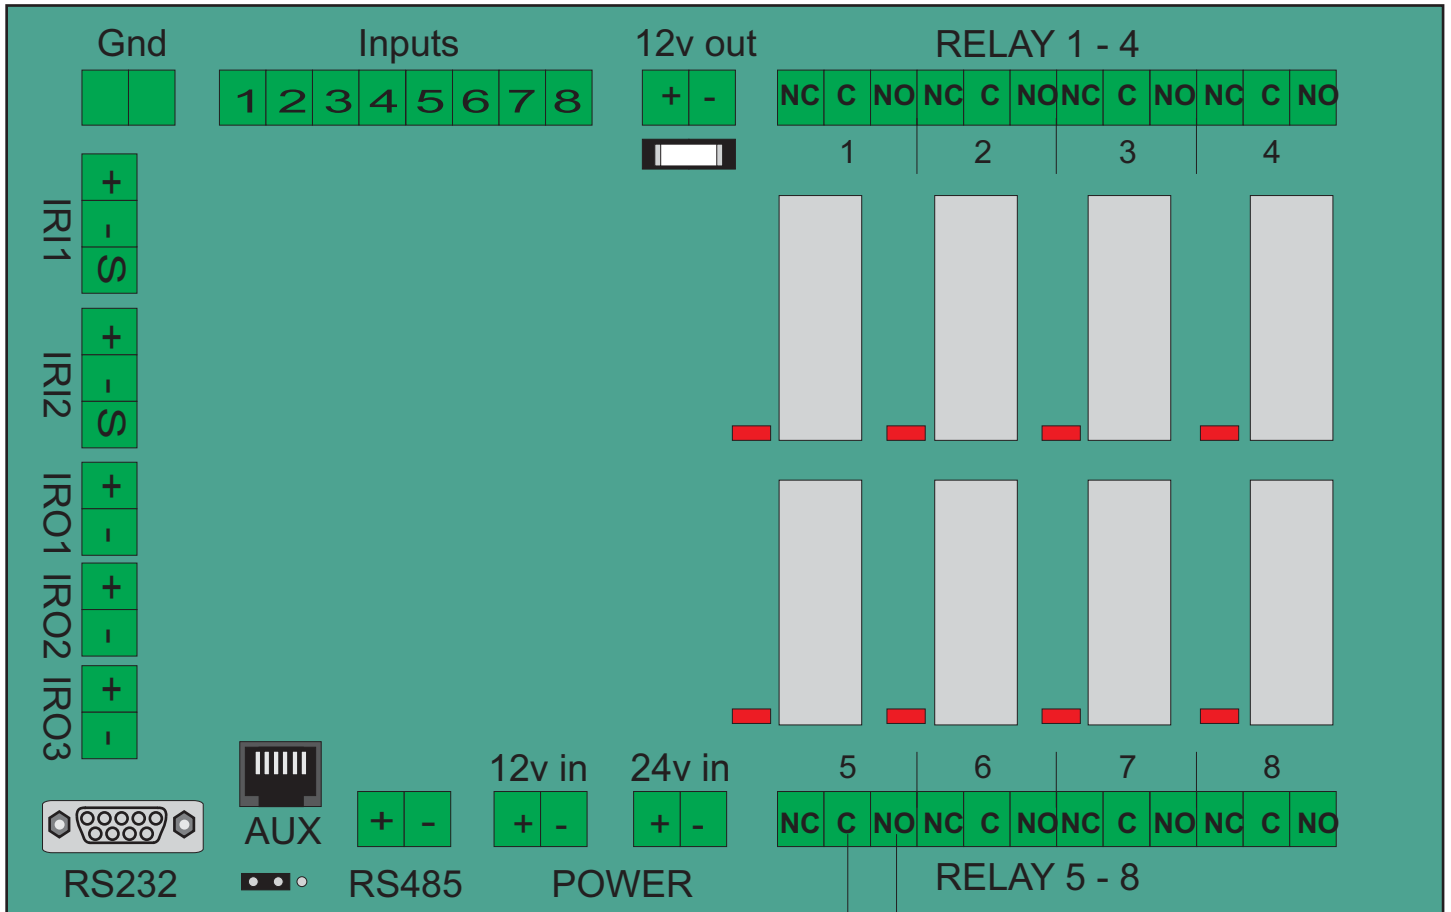 Gnd Inputs 12v out RELAY 1 - 4
1 2 3 4 5 6 7 8 + - NC C NO NC C NO NC C NO NC C NO
1 2 3 4
IRI1 + - S
IRI2 + - S
IRO1 + -
IRO2 + -
IRO3 + -
12v in 24v in 5 6 7 8
AUX + - + - + - NC C NO NC C NO NC C NO NC C NO
RS232 RS485 POWER RELAY 5 - 8